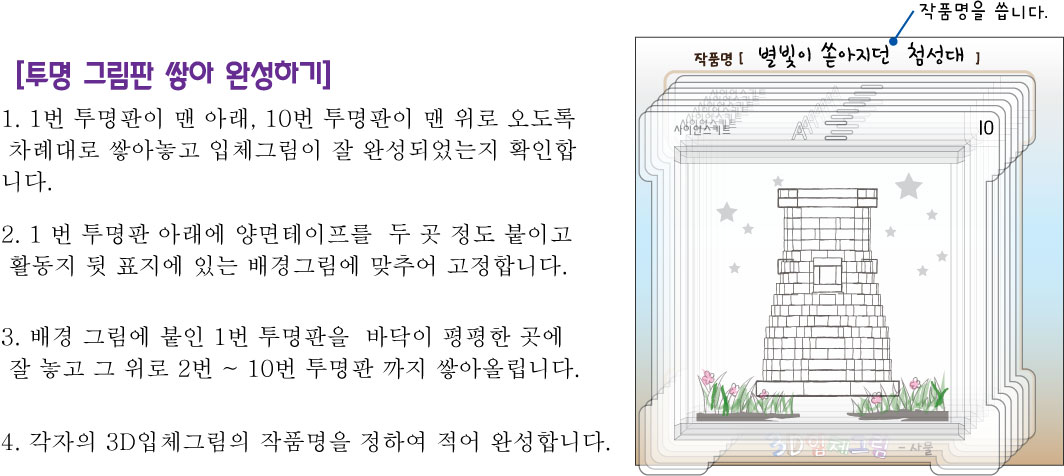 작품명을 씁니다.
[투명 그림판 쌓아 완성하기]
1. 1번 투명판이 맨 아래, 10번 투명판이 맨 위로 오도록
차례대로 쌓아놓고 입체그림이 잘 완성되었는지 확인합
니다.
2. 1 번 투명판 아래에 양면테이프를 두 곳 정도 붙이고
활동지 뒷 표지에 있는 배경그림에 맞추어 고정합니다.
3. 배경 그림에 붙인 1번 투명판을 바닥이 평평한 곳에
잘 놓고 그 위로 2번 ~ 10번 투명판 까지 쌓아올립니다.
4. 각자의 3D입체그림의 작품명을 정하여 적어 완성합니다.
작품명 [ 별빛이 쏟아지던 첨성대 ]
사이언스키트
10
3D입체그림 - 사물